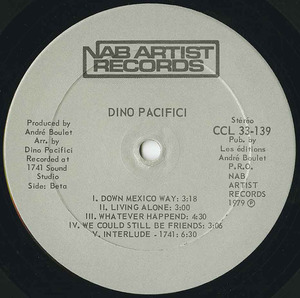 NAB ARTIST
RECORDS
DINO PACIFICI
Produced by
André Boulet
Arr. by
Dino Pacifici
Recorded at
1741 Sound
Studio
Side: Beta
Stéréo
CCL 33-139
Pub. by
Les éditions
André Boulet
P.R.O.
NAB
ARTIST
RECORDS
1979 Ⓟ
I. DOWN MEXICO WAY: 3:18
II. LIVING ALONE: 3:00
III. WHATEVER HAPPEND: 4:30
IV. WE COULD STILL BE FRIENDS: 3:06
V. INTERLUDE - 1741: 6:30